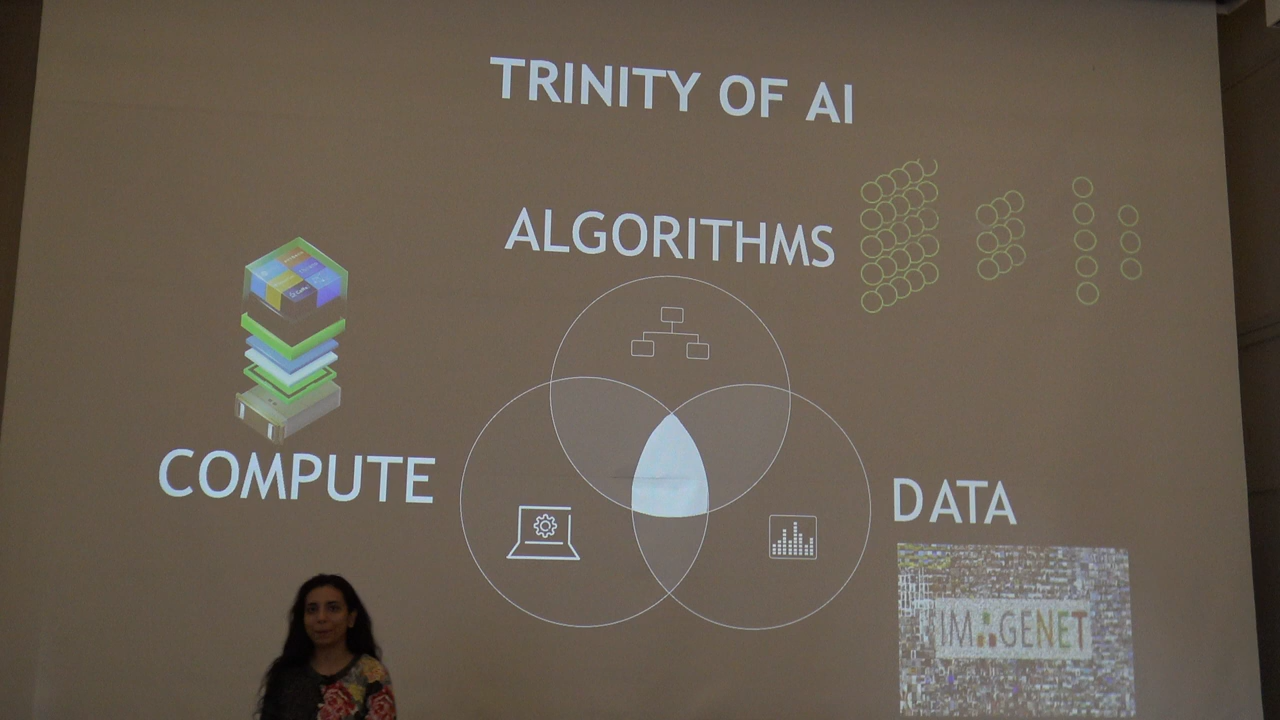 TRINITY OF AI
ALGORITHMS
COMPUTE
DATA
IMAGENET